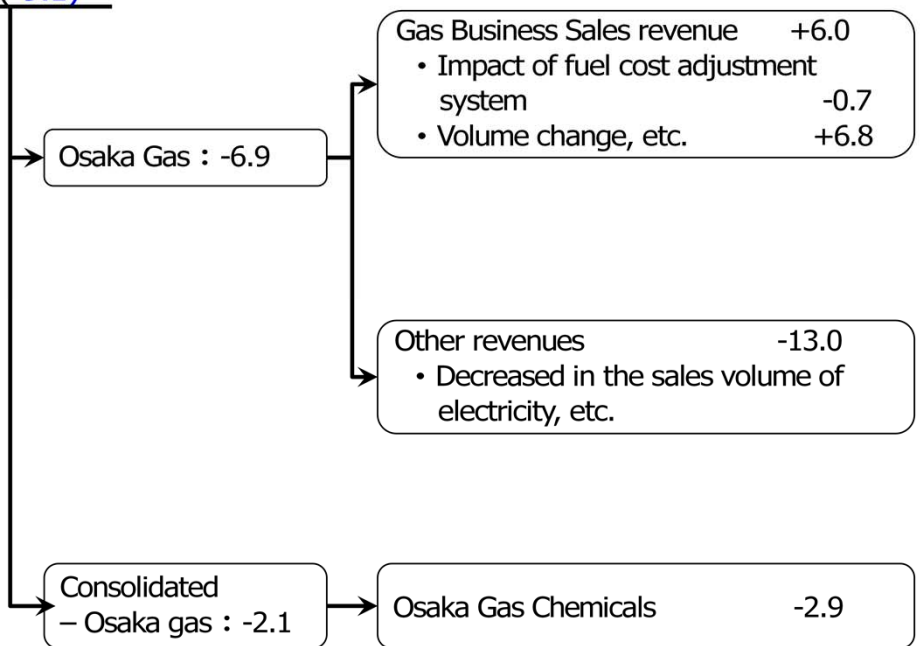 Gas Business Sales revenue +6.0
・Impact of fuel cost adjustment
system -0.7
・Volume change, etc. +6.8
Osaka Gas：-6.9
Other revenues -13.0
・Decreased in the sales volume of
electricity, etc.
Consolidated
– Osaka gas：-2.1
Osaka Gas Chemicals -2.9